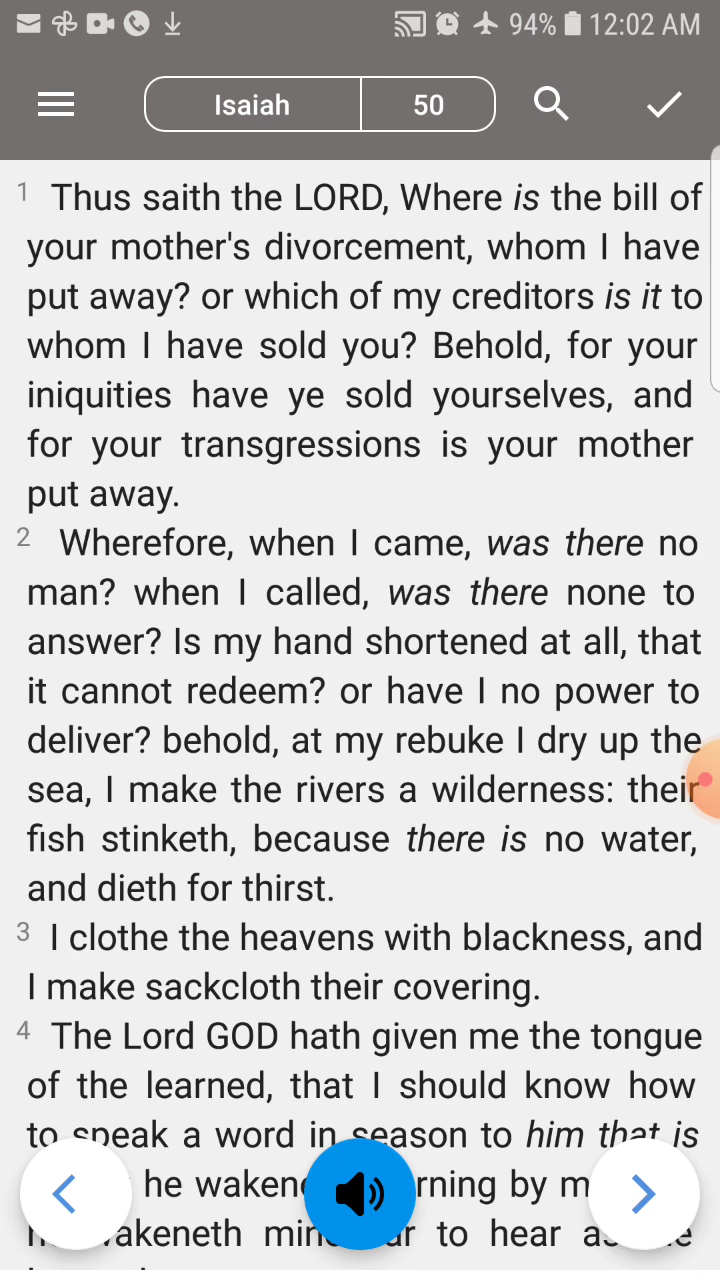 94% 12:02 AM
Isaiah 50
1 Thus saith the LORD, Where is the bill of
your mother's divorcement, whom I have
put away? or which of my creditors is it to
whom I have sold you? Behold, for your
iniquities have ye sold yourselves, and
for your transgressions is your mother
put away.
2 Wherefore, when I came, was there no
man? when I called, was there none to
answer? Is my hand shortened at all, that
it cannot redeem? or have I no power to
deliver? behold, at my rebuke I dry up the
sea, I make the rivers a wilderness: their
fish stinketh, because there is no water,
and dieth for thirst.
3 I clothe the heavens with blackness, and
I make sackcloth their covering.
4 The Lord GOD hath given me the tongue
of the learned, that I should know how
to speak a word in season to him that is
he by
to hear